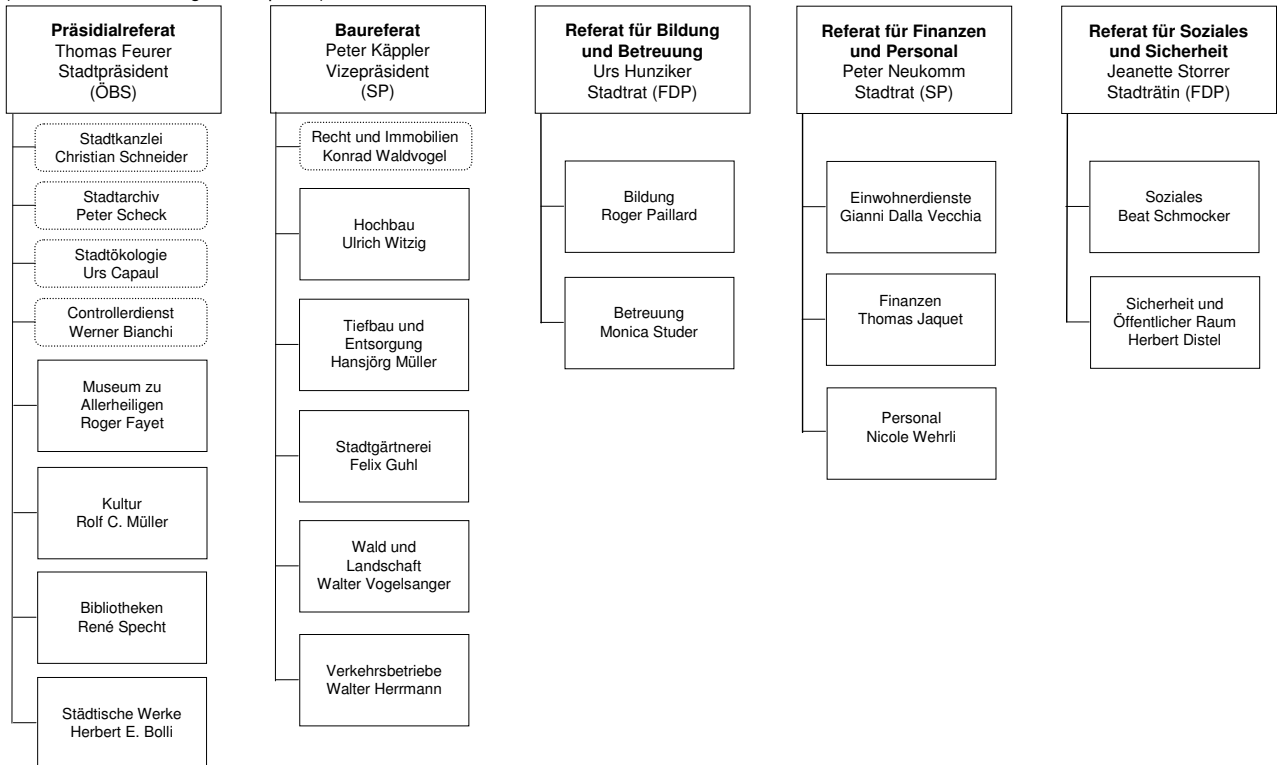 Präsidialreferat
Thomas Feurer
Stadtpräsident
(ÖBS)
Stadtkanzlei
Christian Schneider
Stadtarchiv
Peter Scheck
Stadtökologie
Urs Capaul
Controllerdienst
Werner Bianchi
Museum zu
Allerheiligen
Roger Fayet
Kultur
Rolf C. Müller
Bibliotheken
René Specht
Städtische Werke
Herbert E. Bolli
Baureferat
Peter Käppler
Vizepräsident
(SP)
Recht und Immobilien
Konrad Waldvogel
Hochbau
Ulrich Witzig
Tiefbau und
Entsorgung
Hansjörg Müller
Stadtgärtnerei
Felix Guhl
Wald und
Landschaft
Walter Vogelsanger
Verkehrsbetriebe
Walter Herrmann
Referat für Bildung
und Betreuung
Urs Hunziker
Stadtrat (FDP)
Bildung
Roger Paillard
Betreuung
Monica Studer
Referat für Finanzen
und Personal
Peter Neukomm
Stadtrat (SP)
Einwohnerdienste
Gianni Dalla Vecchia
Finanzen
Thomas Jaquet
Personal
Nicole Wehrli
Referat für Soziales
und Sicherheit
Jeanette Storrer
Stadträtin (FDP)
Soziales
Beat Schmocker
Sicherheit und
Öffentlicher Raum
Herbert Distel